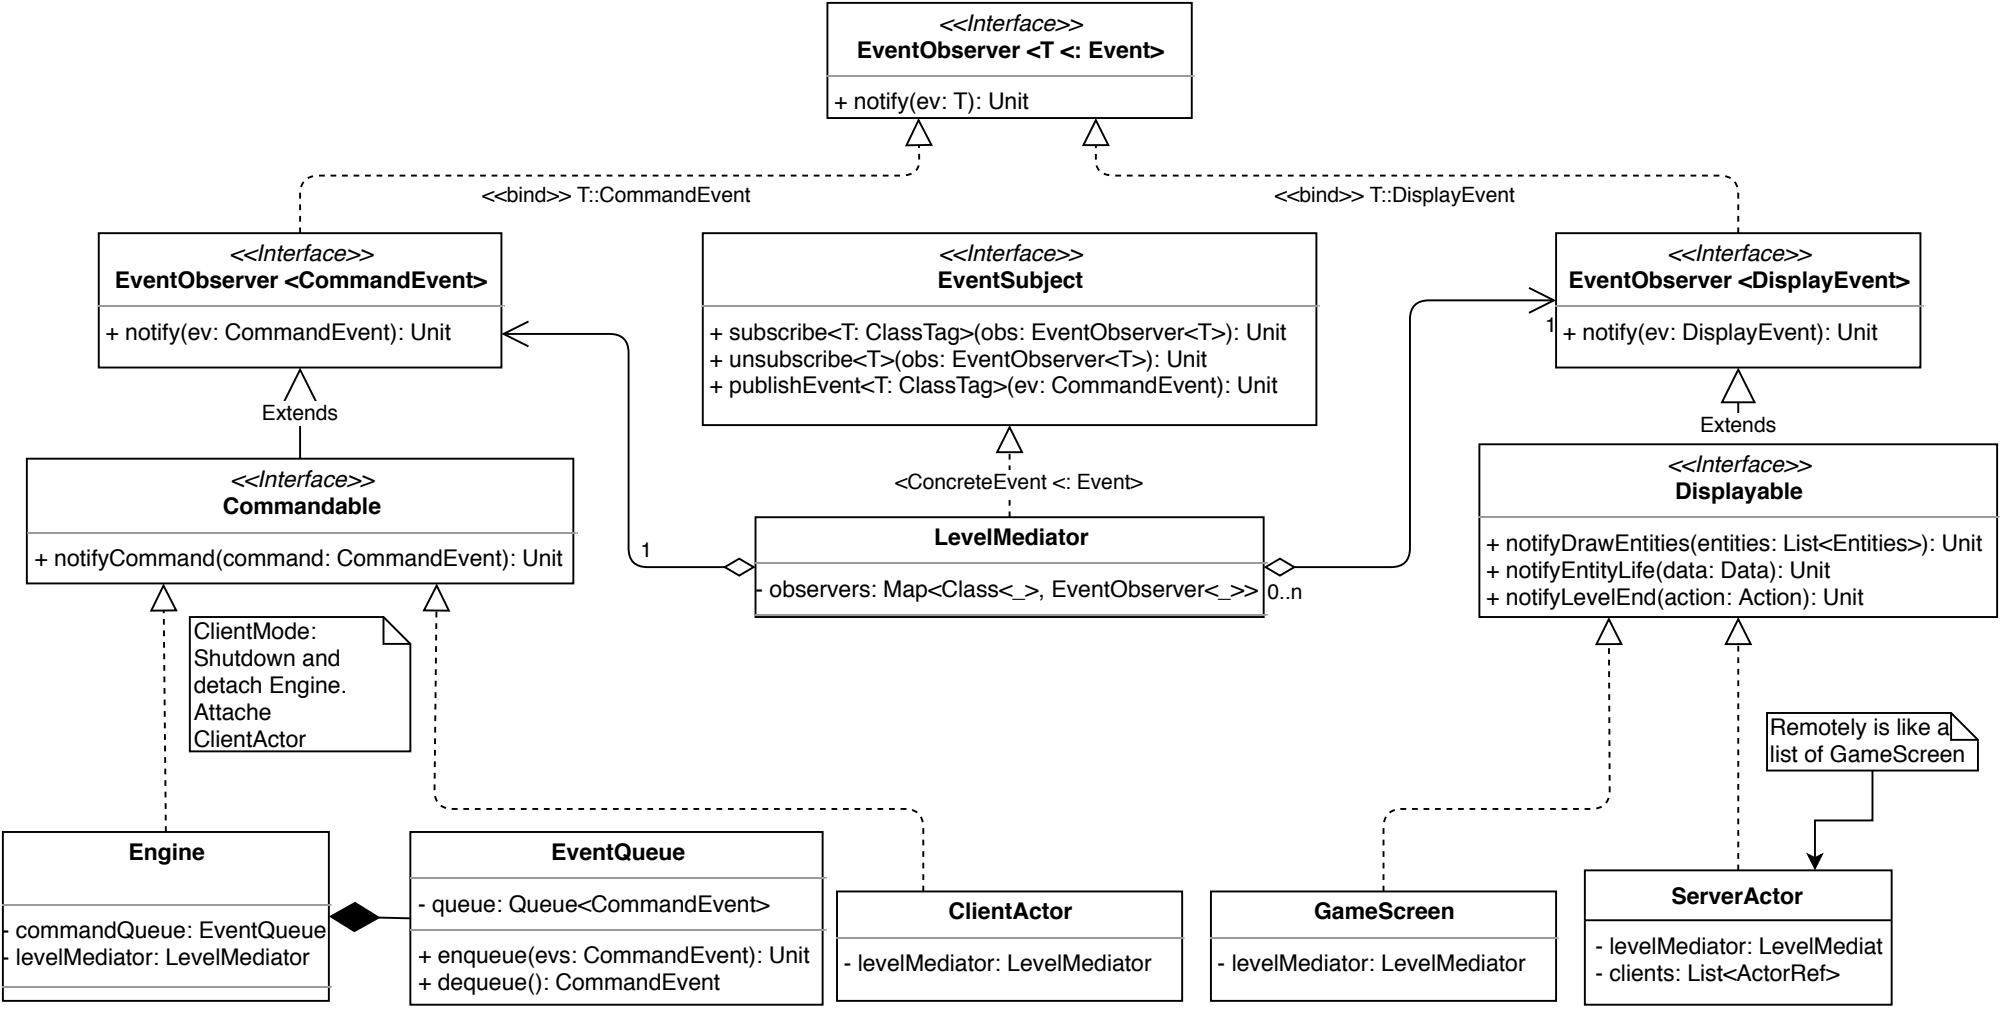 <<Interface>>
EventObserver <T <: Event>
+ notify(ev: T): Unit
<<bind>> T::CommandEvent
<<bind>> T::DisplayEvent
<<Interface>>
EventObserver <CommandEvent>
+ notify(ev: CommandEvent): Unit
<<Interface>>
EventSubject
+ subscribe<T: ClassTag>(obs: EventObserver<T>): Unit
+ unsubscribe<T>(obs: EventObserver<T>): Unit
+ publishEvent<T: ClassTag>(ev: CommandEvent): Unit
<<Interface>>
EventObserver <DisplayEvent>
+ notify(ev: DisplayEvent): Unit
1
Extends
Extends
<ConcreteEvent <: Event>
<<Interface>>
Commandable
+ notifyCommand(command: CommandEvent): Unit
1
LevelMediator
- observers: Map<Class<_>, EventObserver<_>>
0..n
<<Interface>>
Displayable
+ notifyDrawEntities(entities: List<Entities>): Unit
+ notifyEntityLife(data: Data): Unit
+ notifyLevelEnd(action: Action): Unit
ClientMode:
Shutdown and
detach Engine.
Attache
ClientActor
Remotely is like a
list of GameScreen
Engine
- commandQueue: EventQueue
- levelMediator: LevelMediator
EventQueue
- queue: Queue<CommandEvent>
+ enqueue(evs: CommandEvent): Unit
+ dequeue(): CommandEvent
ClientActor
- levelMediator: LevelMediator
GameScreen
- levelMediator: LevelMediator
ServerActor
- levelMediator: LevelMediat
- clients: List<ActorRef>